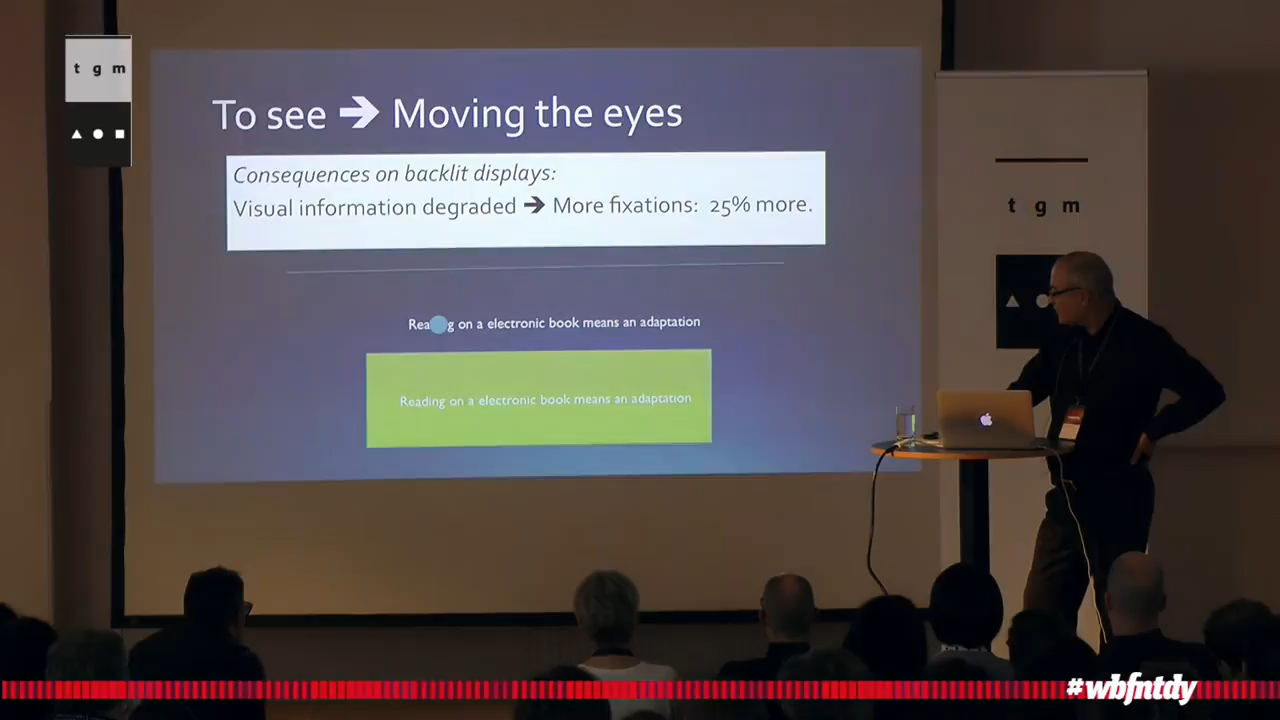 t g m
To see ➔ Moving the eyes
Consequences on backlit displays:
Visual information degraded ➔ More fixations: 25% more.
Rea g on a electronic book means an adaptation
Reading on a electronic book means an adaptation
t g m
#wbfntdy